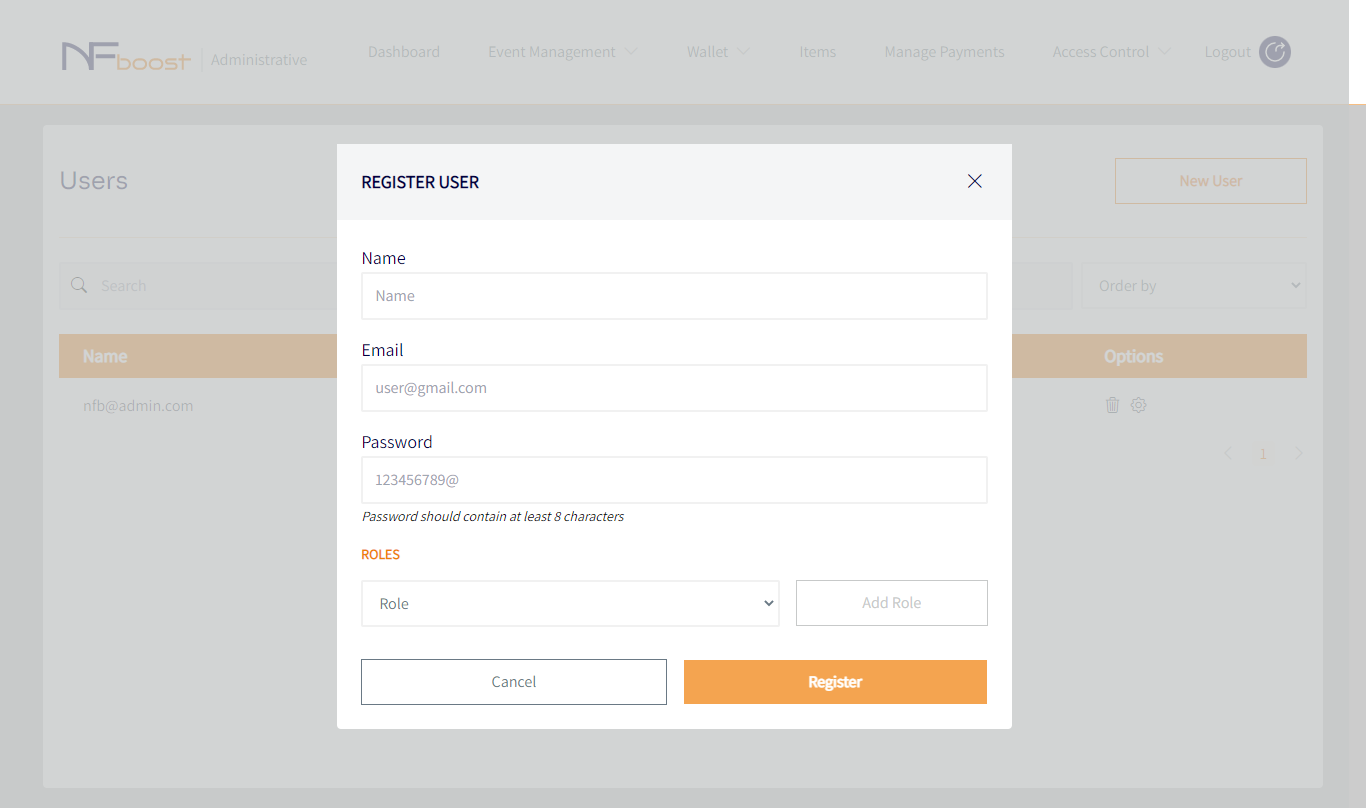 NFboost | Administrative Dashboard Event Management Wallet Items Manage Payments Access Control Logout
Users New User
REGISTER USER
Name
Name
Search Order by
Email
Name Options
user@gmail.com
nfb@admin.com
Password
1
123456789@
Password should contain at least 8 characters
ROLES
Role Add Role
Cancel Register